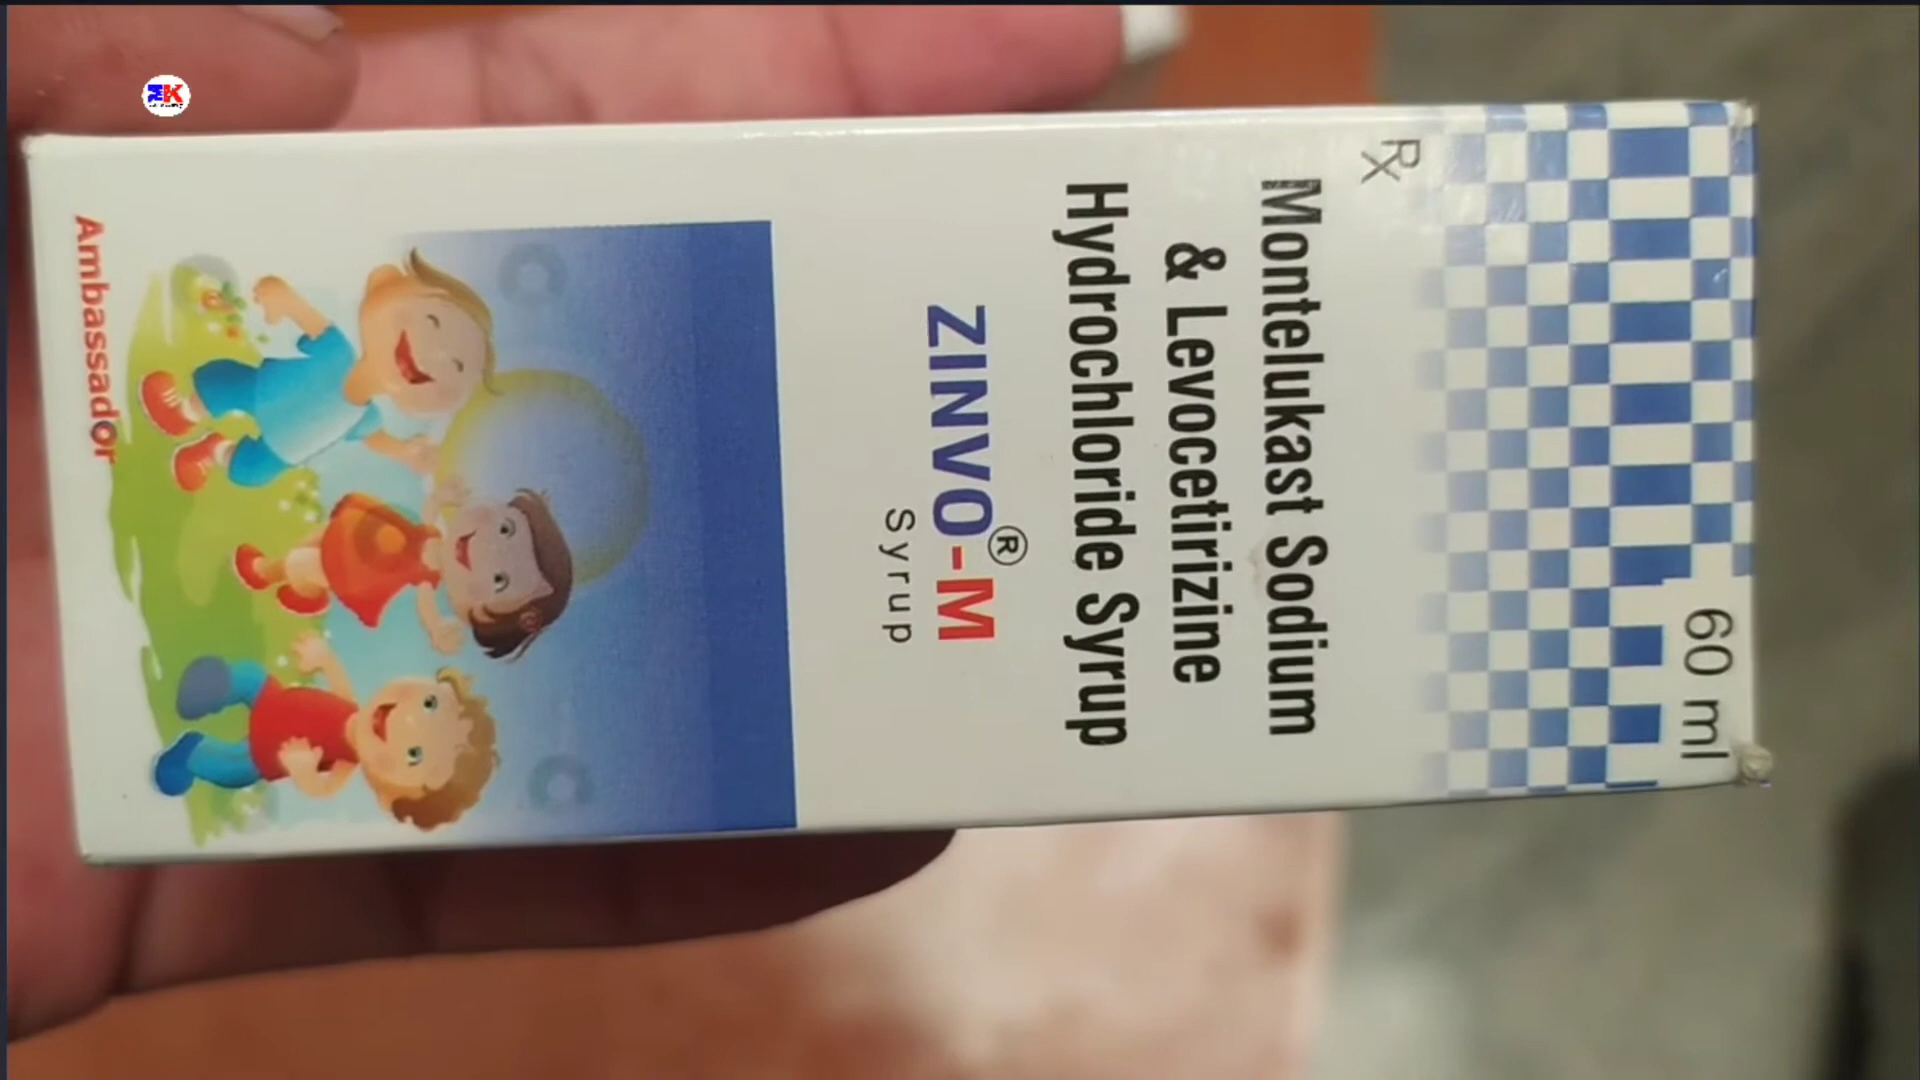 60 ml
Rx
Montelukast Sodium
& Levocetirizine
Hydrochloride Syrup
ZINVO®-M
Syrup
Ambassador